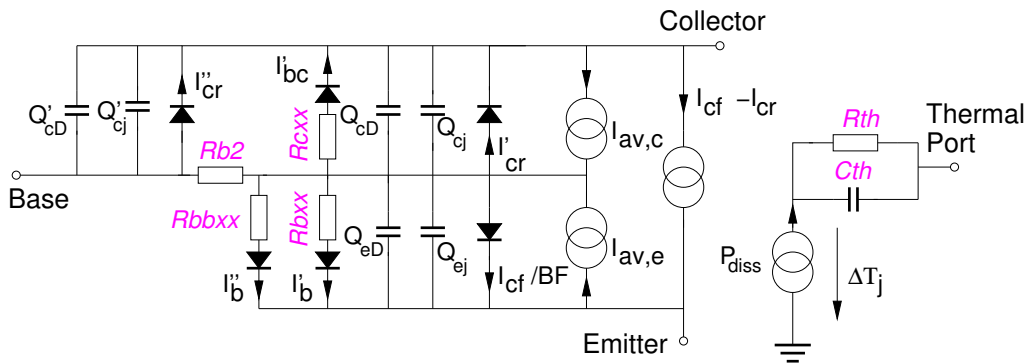 Collector
Q'cD
Q'cj
I''cr
I'bc
Rcxx
QcD
Qcj
I'cr
Iav,c
Icf −Icr
Thermal
Port
Rth
Cth
Rb2
Base
Rbbxx
Rbxx
QeD
Qej
Iav,e
Pdiss
ΔTj
I''b
I'b
Icf /BF
Emitter